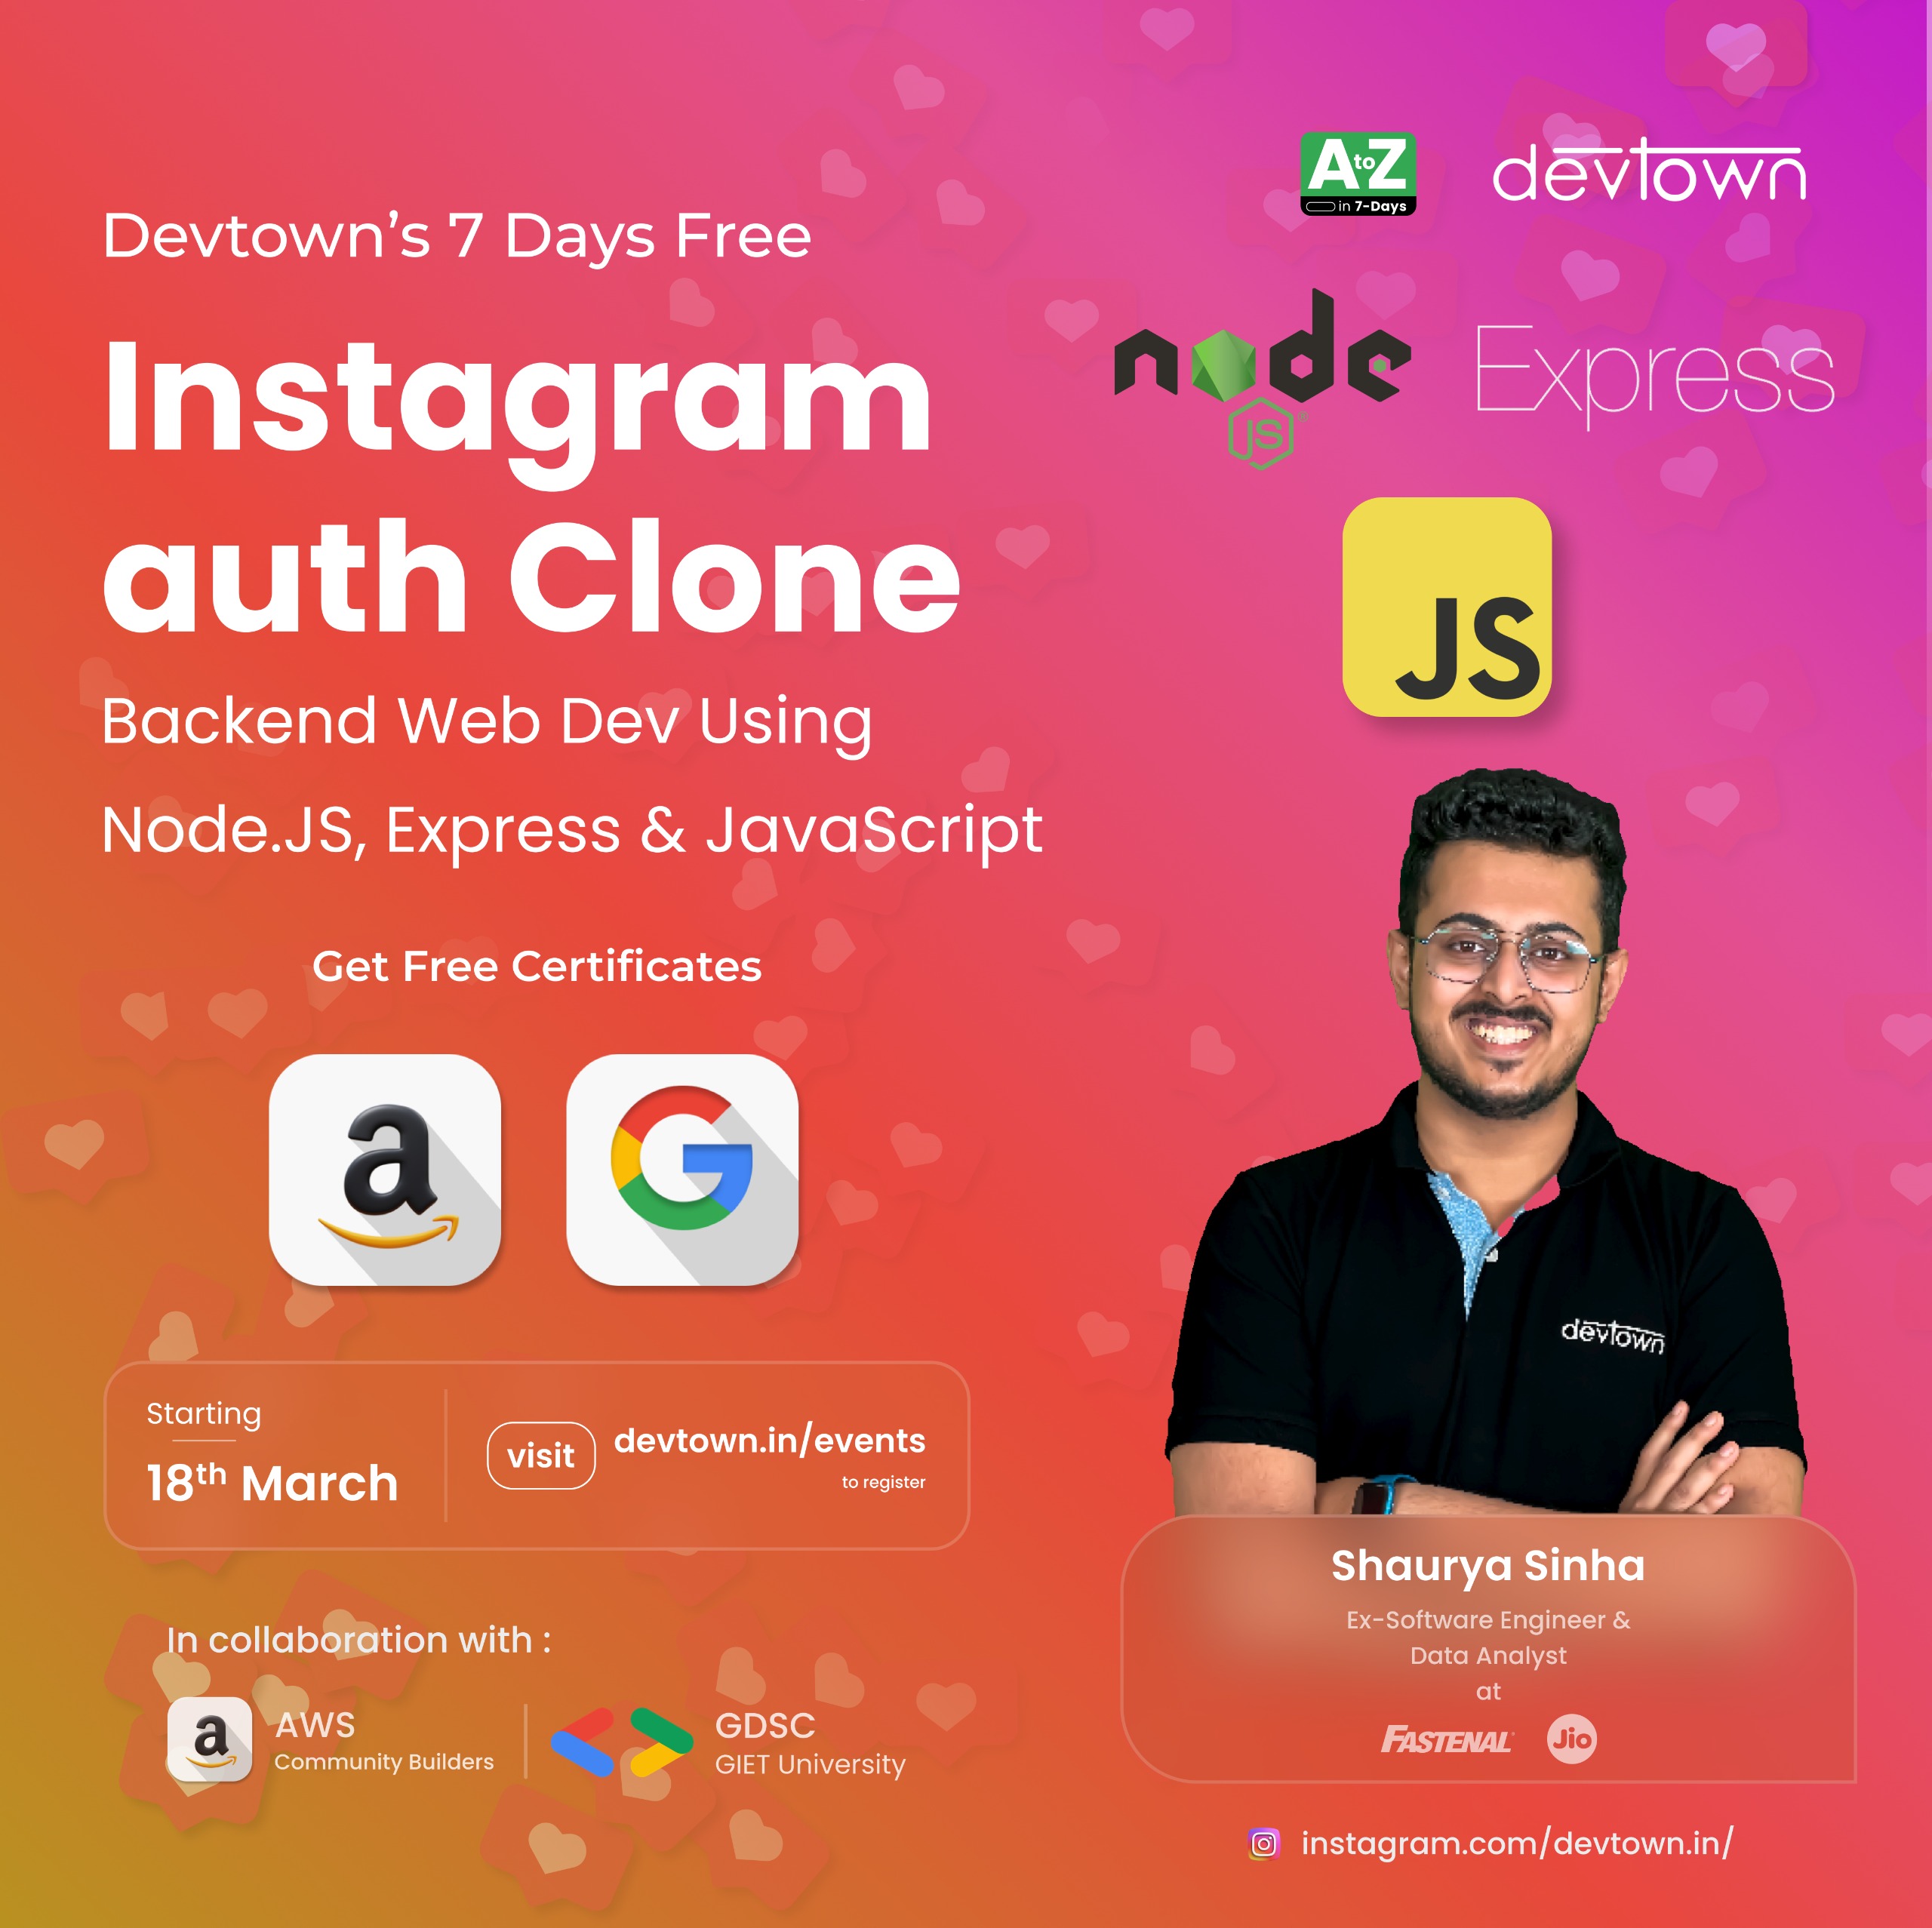 AtoZ
in 7-Days
devtown
Devtown’s 7 Days Free
Instagram
auth Clone
Backend Web Dev Using
Node.JS, Express & JavaScript
node
JS®
Express
JS
Get Free Certificates
a
G
devtown
Starting
18th March
visit
devtown.in/events
to register
Shaurya Sinha
Ex-Software Engineer &
Data Analyst
at
FASTENAL
Jio
In collaboration with :
a
AWS
Community Builders
GDSC
GIET University
instagram.com/devtown.in/